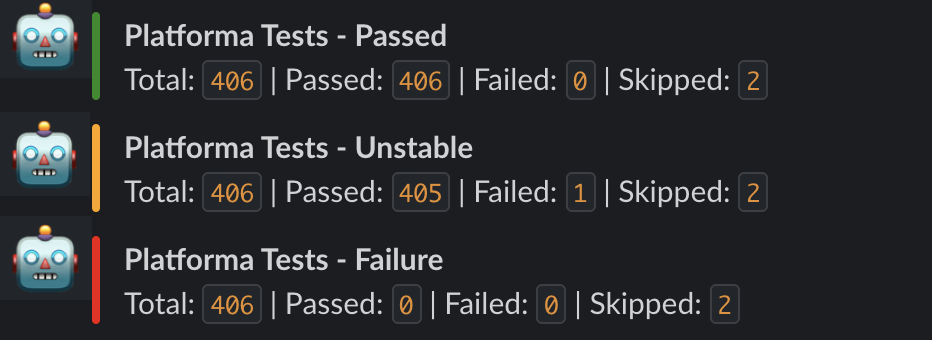 Platforma Tests - Passed
Total: 406 | Passed: 406 | Failed: 0 | Skipped: 2
Platforma Tests - Unstable
Total: 406 | Passed: 405 | Failed: 1 | Skipped: 2
Platforma Tests - Failure
Total: 406 | Passed: 0 | Failed: 0 | Skipped: 2